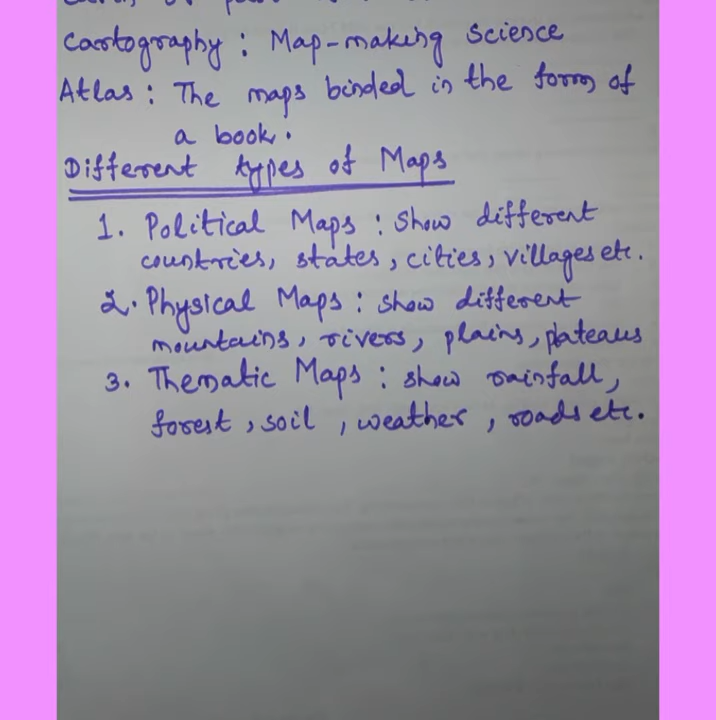 Cartography : Map-making science
Atlas : The maps binded in the form of
a book.
Different types of Maps
1. Political Maps : Show different
countries, states, cities, villages etc.
2. Physical Maps : show different
mountains, rivers, plains, plateaus
3. Thematic Maps : show rainfall,
forest, soil, weather, roads etc.